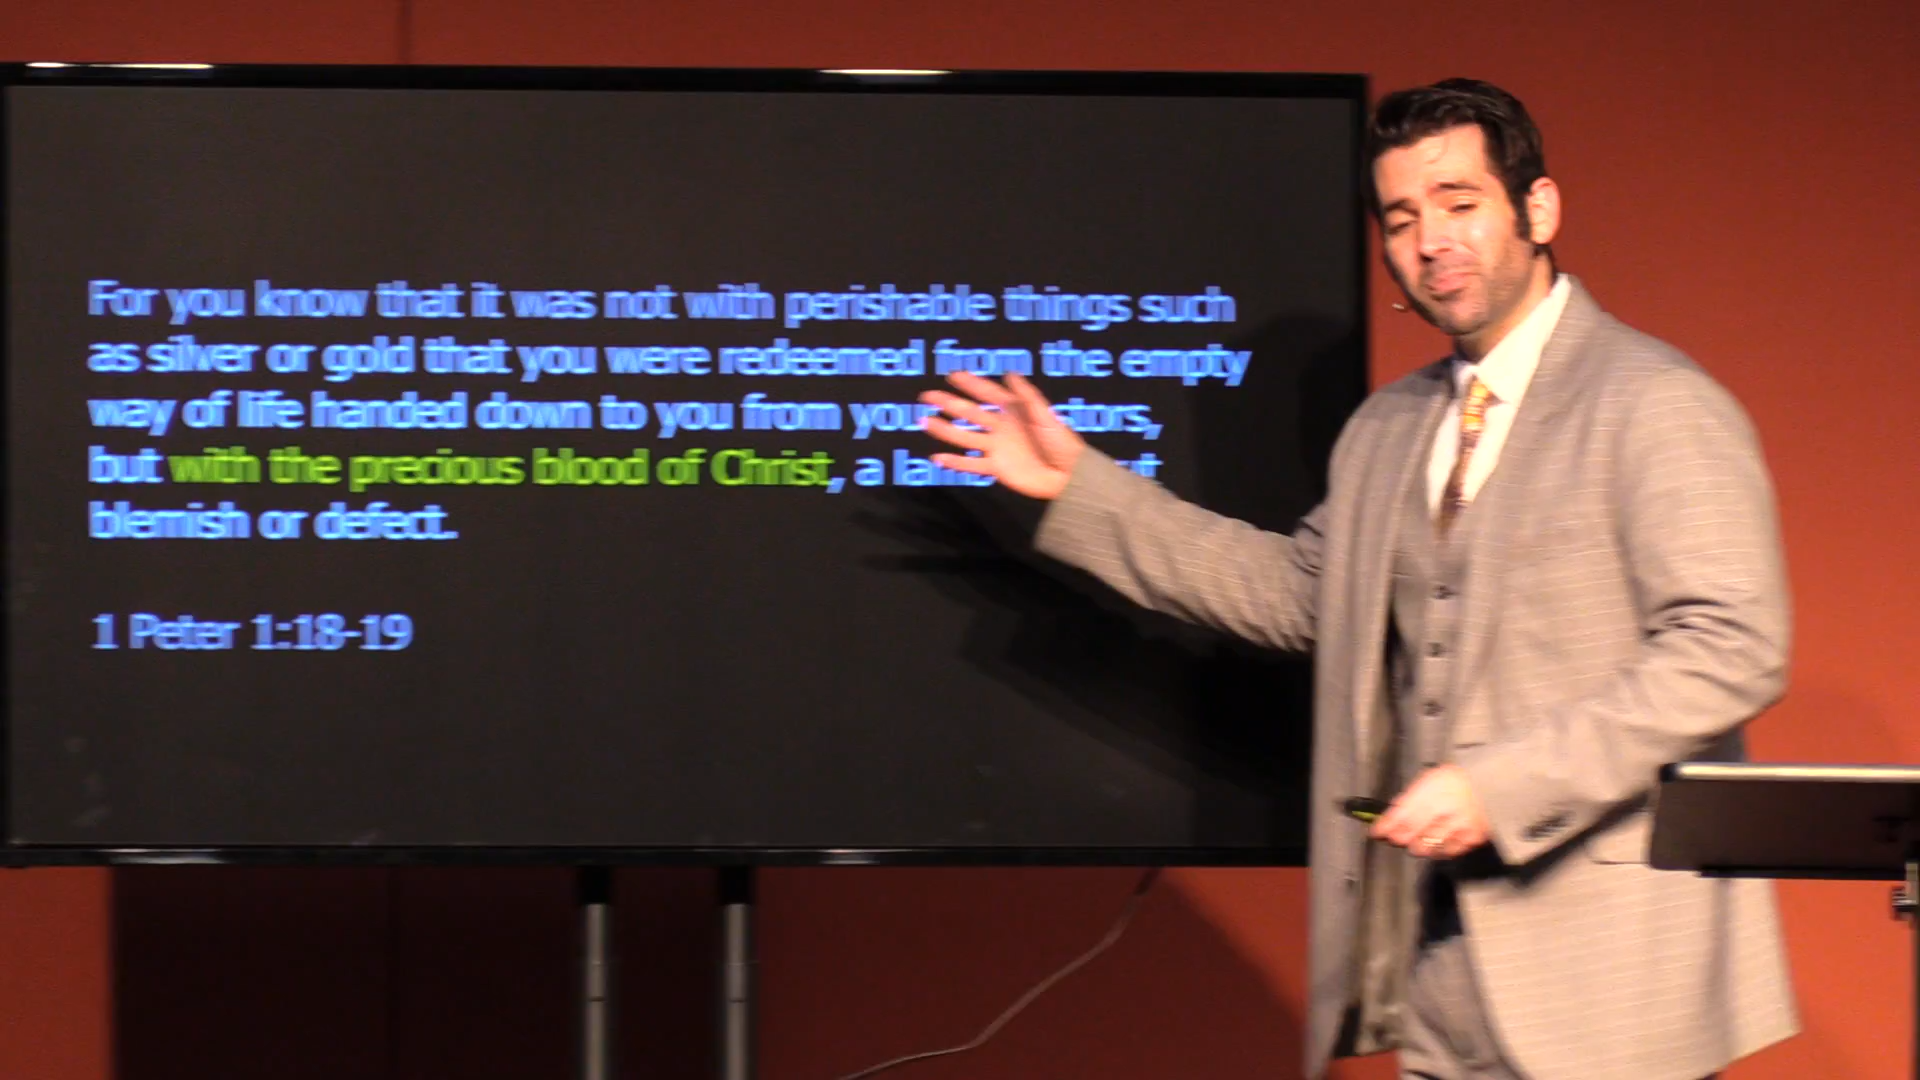 For you know that it was not with perishable things such
as silver or gold that you were redeemed from the empty
way of life handed down to you from your
but with the precious blood of Christ, a lamb
blemish or defect.
1 Peter 1:18-19